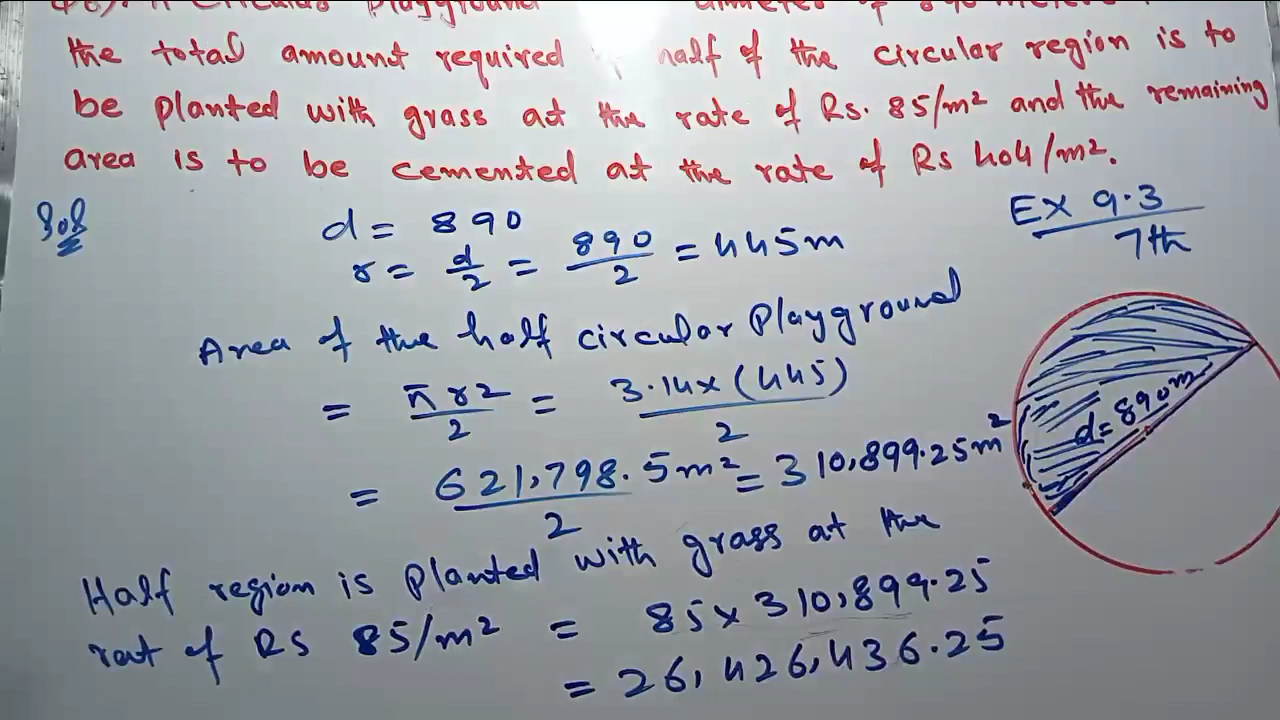 the total amount required half of the circular region is to
be planted with grass at the rate of Rs. 85/m² and the remaining
area is to be cemented at the rate of Rs 404/m².
Sol
EX 9.3
7th
d = 890
r = d/2 = 890/2 = 445m
Area of the half circular Playground
= πr2/2 = 3.14x(445)/2
= 621,798.5m²/2 = 310,899.25m²
d=890m
Half region is planted with grass at the
rat of RS 85/m² = 85x310,899.25
= 26,426,436.25